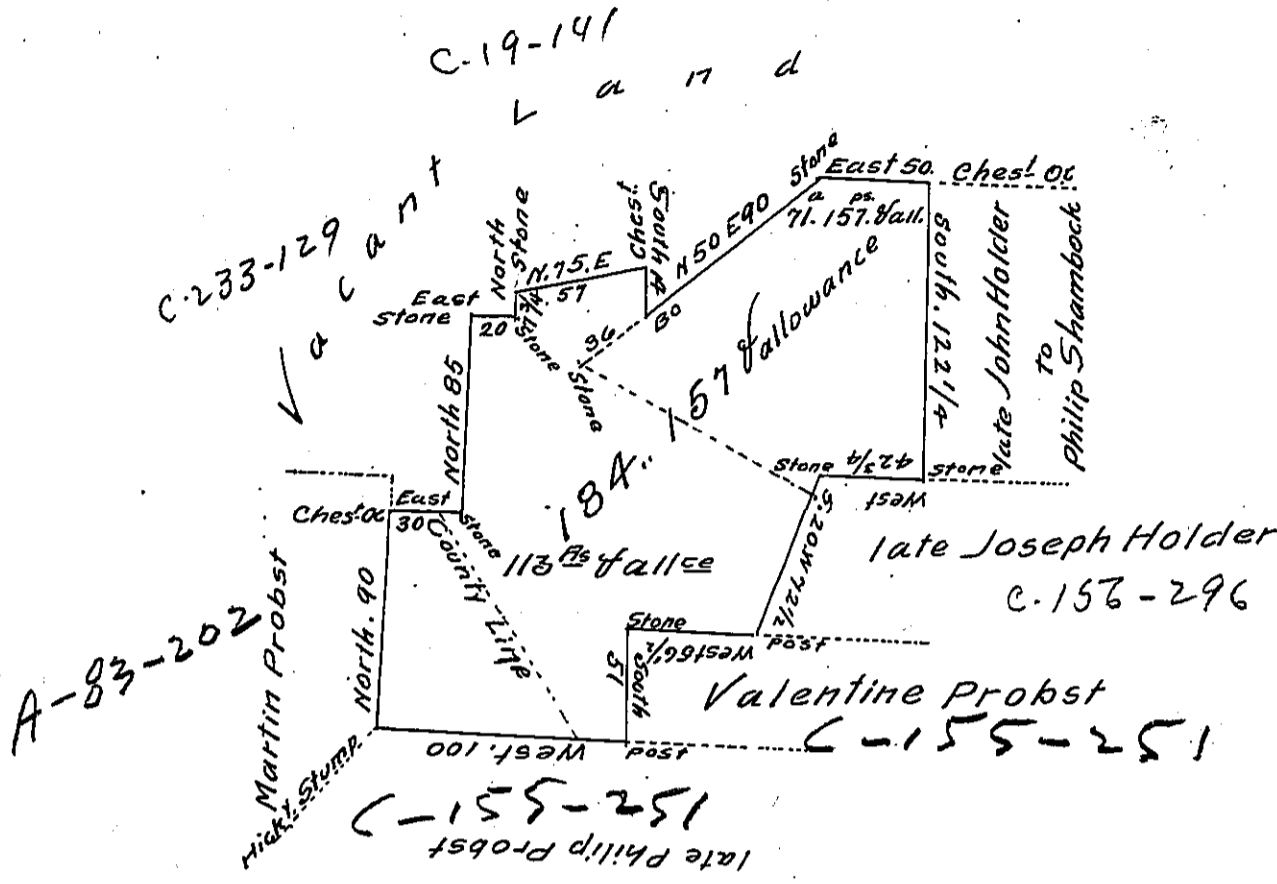 C-19-141
Vacant Land
C-233-129
A-83-202
Martin Probst
Hick'y. Stump.
North. 90
Chest Oc
East
30
Stone
County Line
North 85
East
Stone
20
Stone
North
Stone
N.75.E
57
Chest
South
36
Stone
Bo
N 50 E 90
Stone
East 50.
Chest Oc
a ps.
71.157.&all.
South. 122 1/4
late John Holder
to
Philip Shambock
Stone
West
42 3/4
Stone
184.. 157 & allowance
113 As & allce
S.20W 72 1/2
late Joseph Holder
C.156-296
Post
West 56 1/2
Stone
South
51
Valentine Probst
C-155-251
Post
West. 100
C-155-251
late Philip Probst